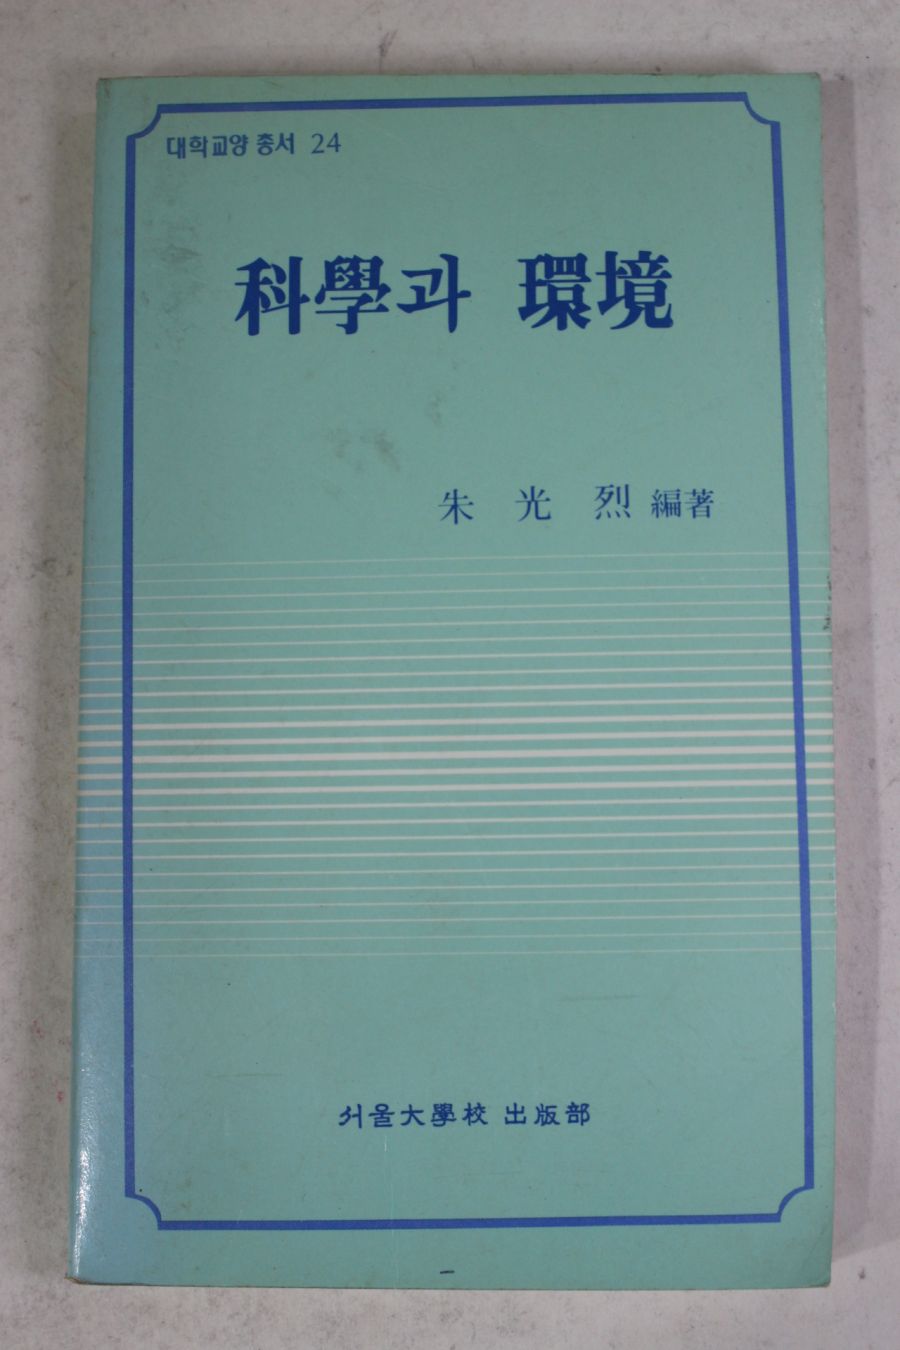 대학교양 총서 24
科學과 環境
朱光烈 編著
서울大學校 出版部